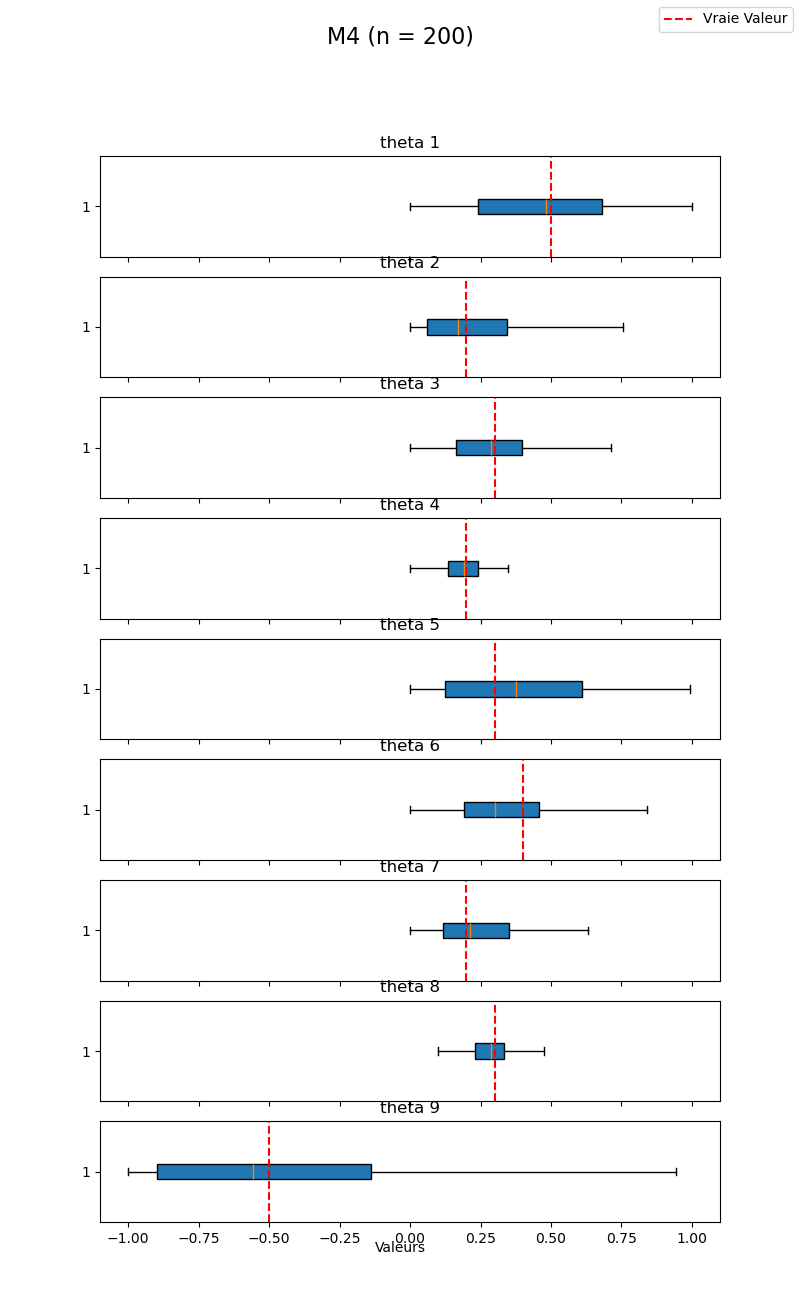 Vraie Valeur
M4 (n = 200)
theta 1
1
theta 2
1
theta 3
1
theta 4
1
theta 5
1
theta 6
1
theta 7
1
theta 8
1
theta 9
1
−1.00 −0.75 −0.50 −0.25 0.00 0.25 0.50 0.75 1.00
Valeurs